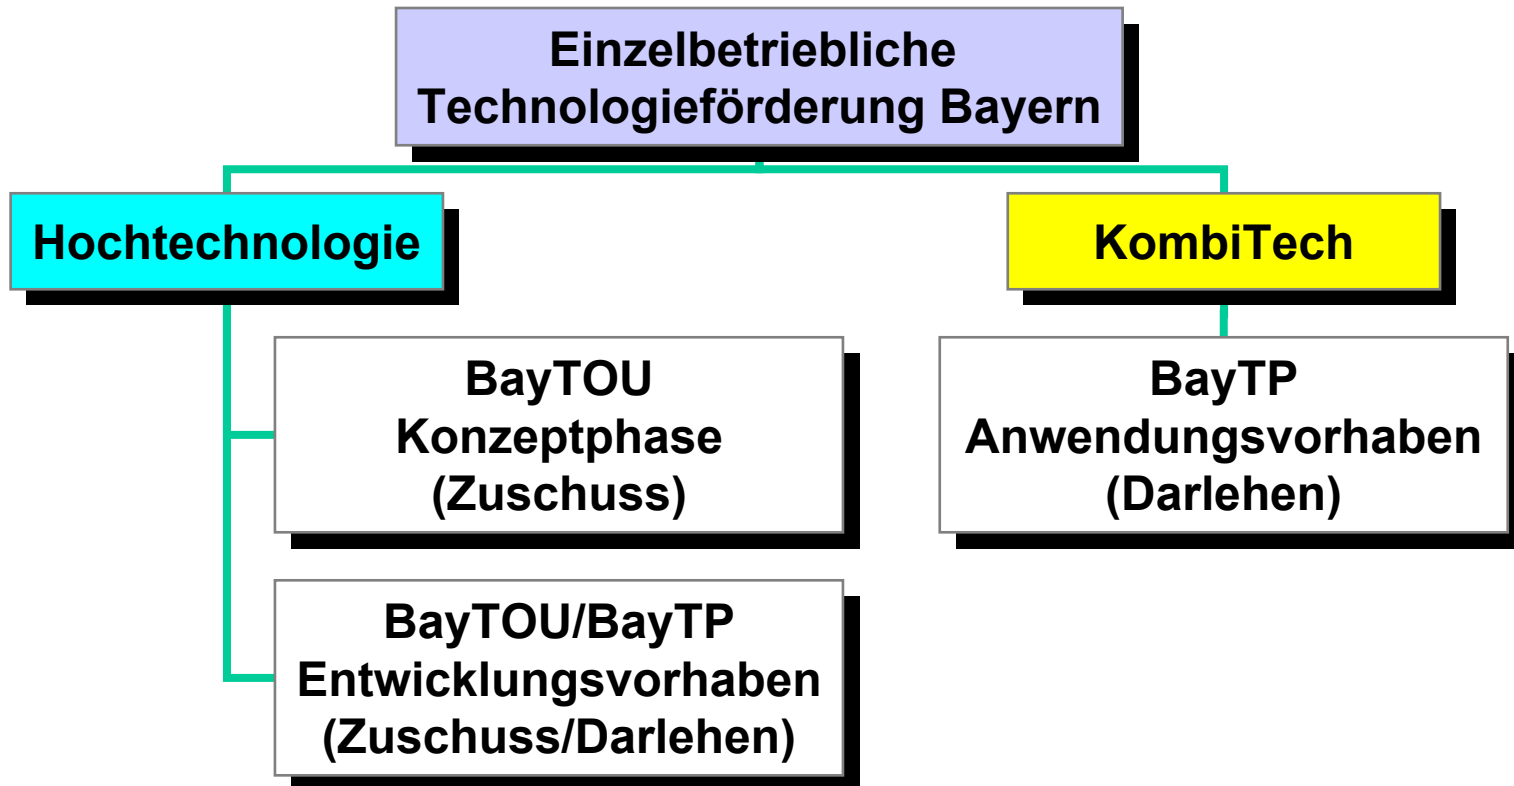 Einzelbetriebliche
Technologieförderung Bayern
Hochtechnologie
KombiTech
BayTOU
Konzeptphase
(Zuschuss)
BayTP
Anwendungsvorhaben
(Darlehen)
BayTOU/BayTP
Entwicklungsvorhaben
(Zuschuss/Darlehen)